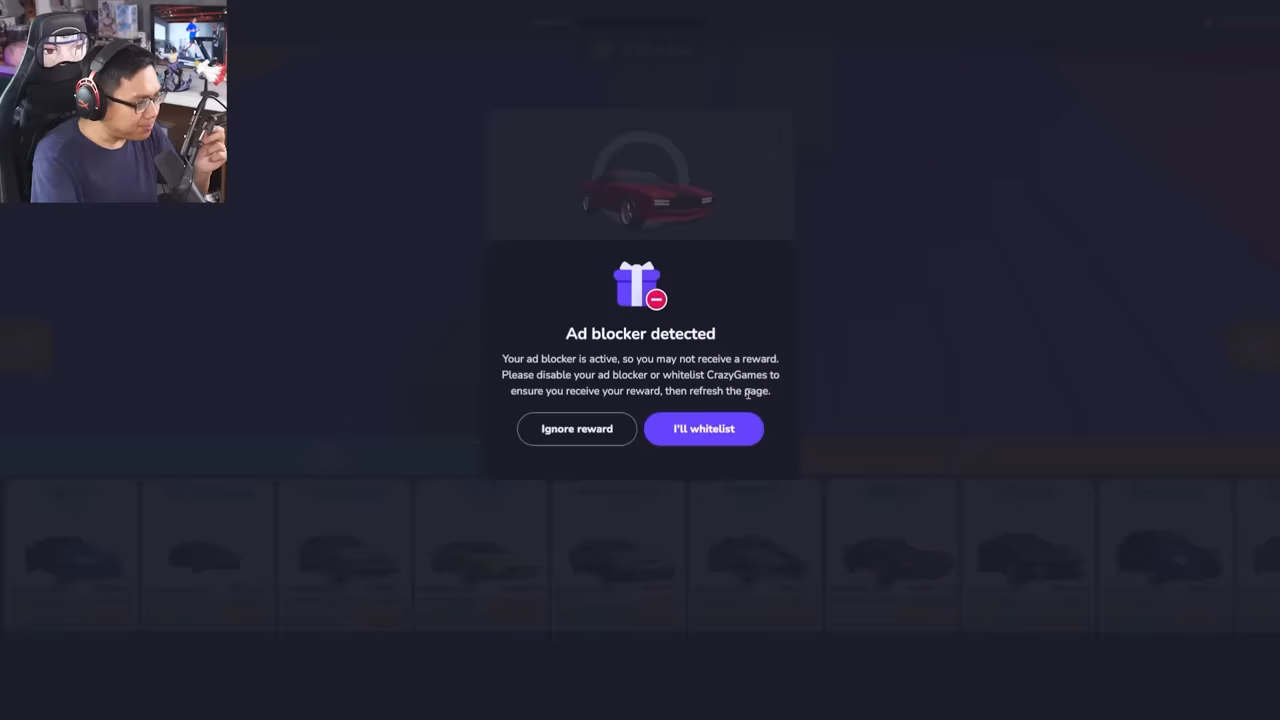 Ad blocker detected
Your ad blocker is active, so you may not receive a reward.
Please disable your ad blocker or whitelist CrazyGames to
ensure you receive your reward, then refresh the page.
Ignore reward
I'll whitelist